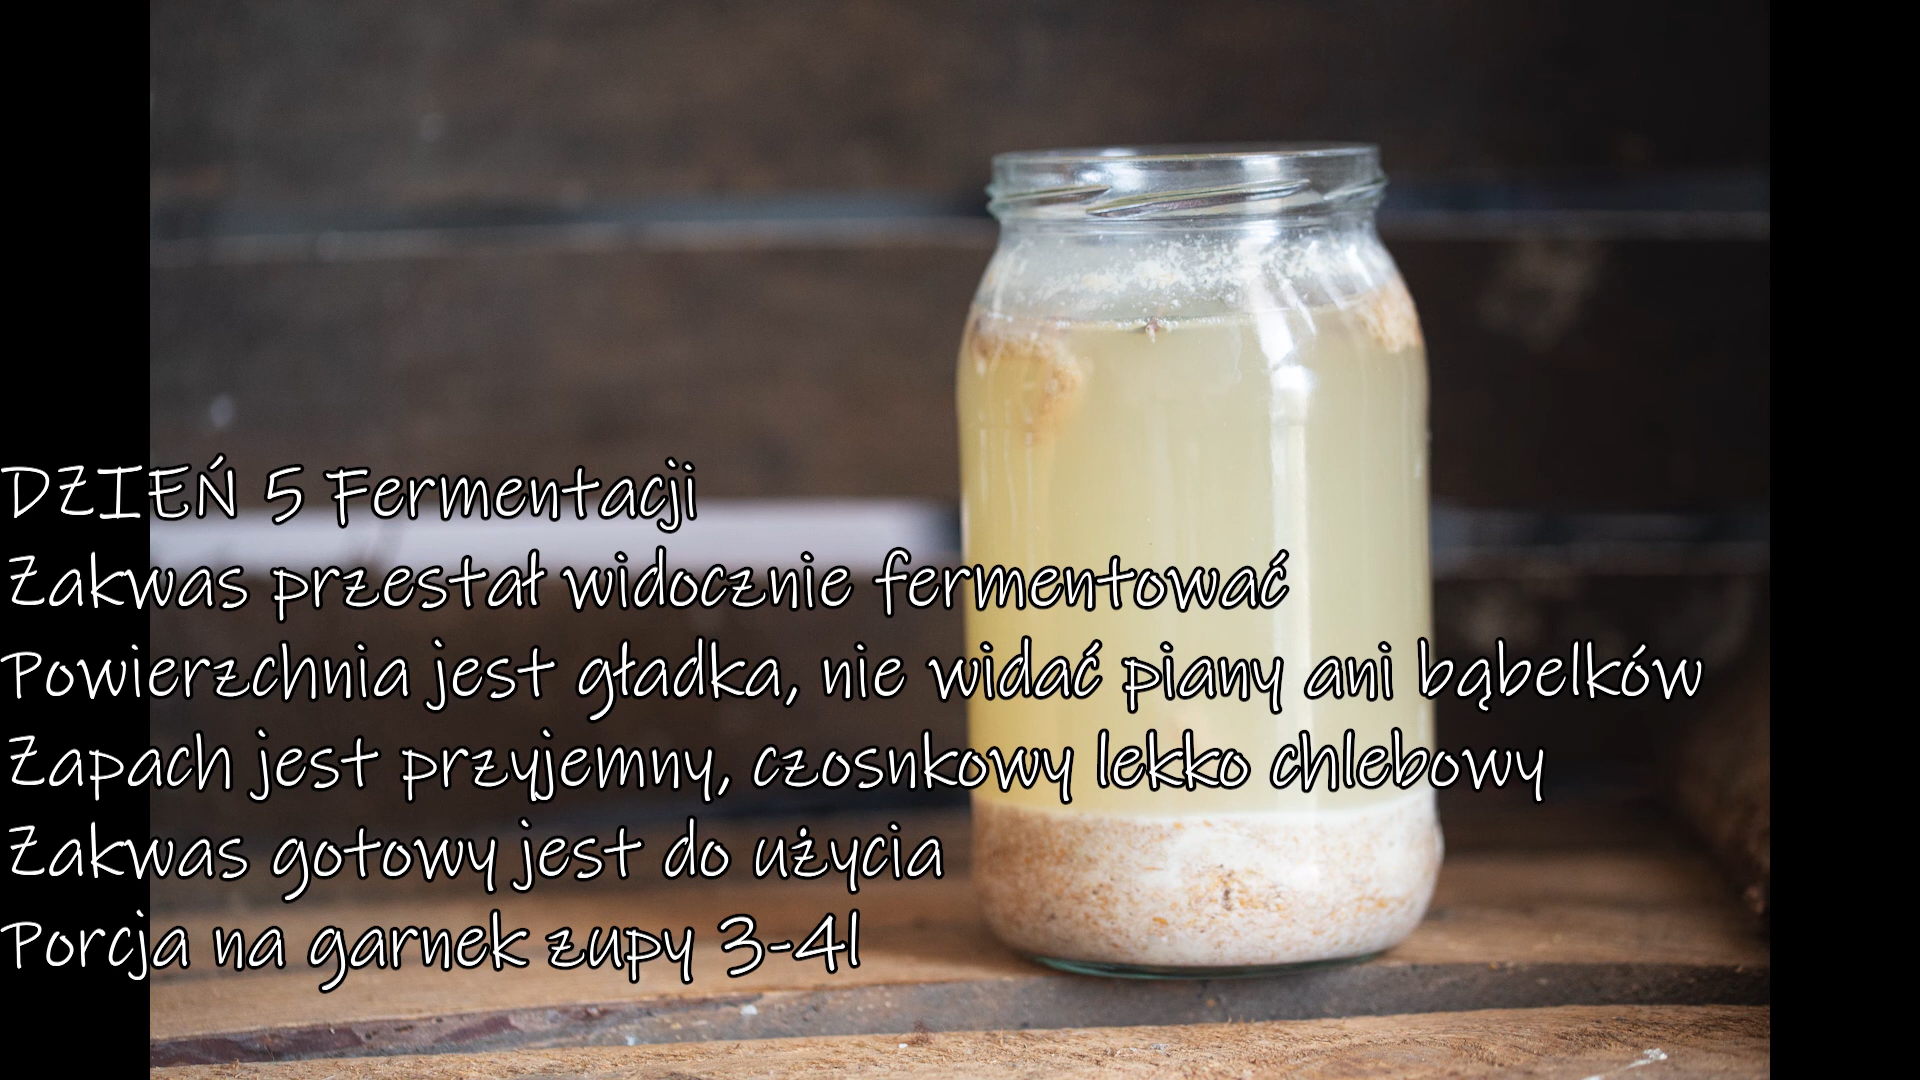 DZIEŃ 5 Fermentacji
Zakwas przestał widocznie fermentować
Powierzchnia jest gładka, nie widać piany ani bąbelków
Zapach jest przyjemny, czosnkowy lekko chlebowy
Zakwas gotowy jest do użycia
Porcja na garnek zupy 3-4l